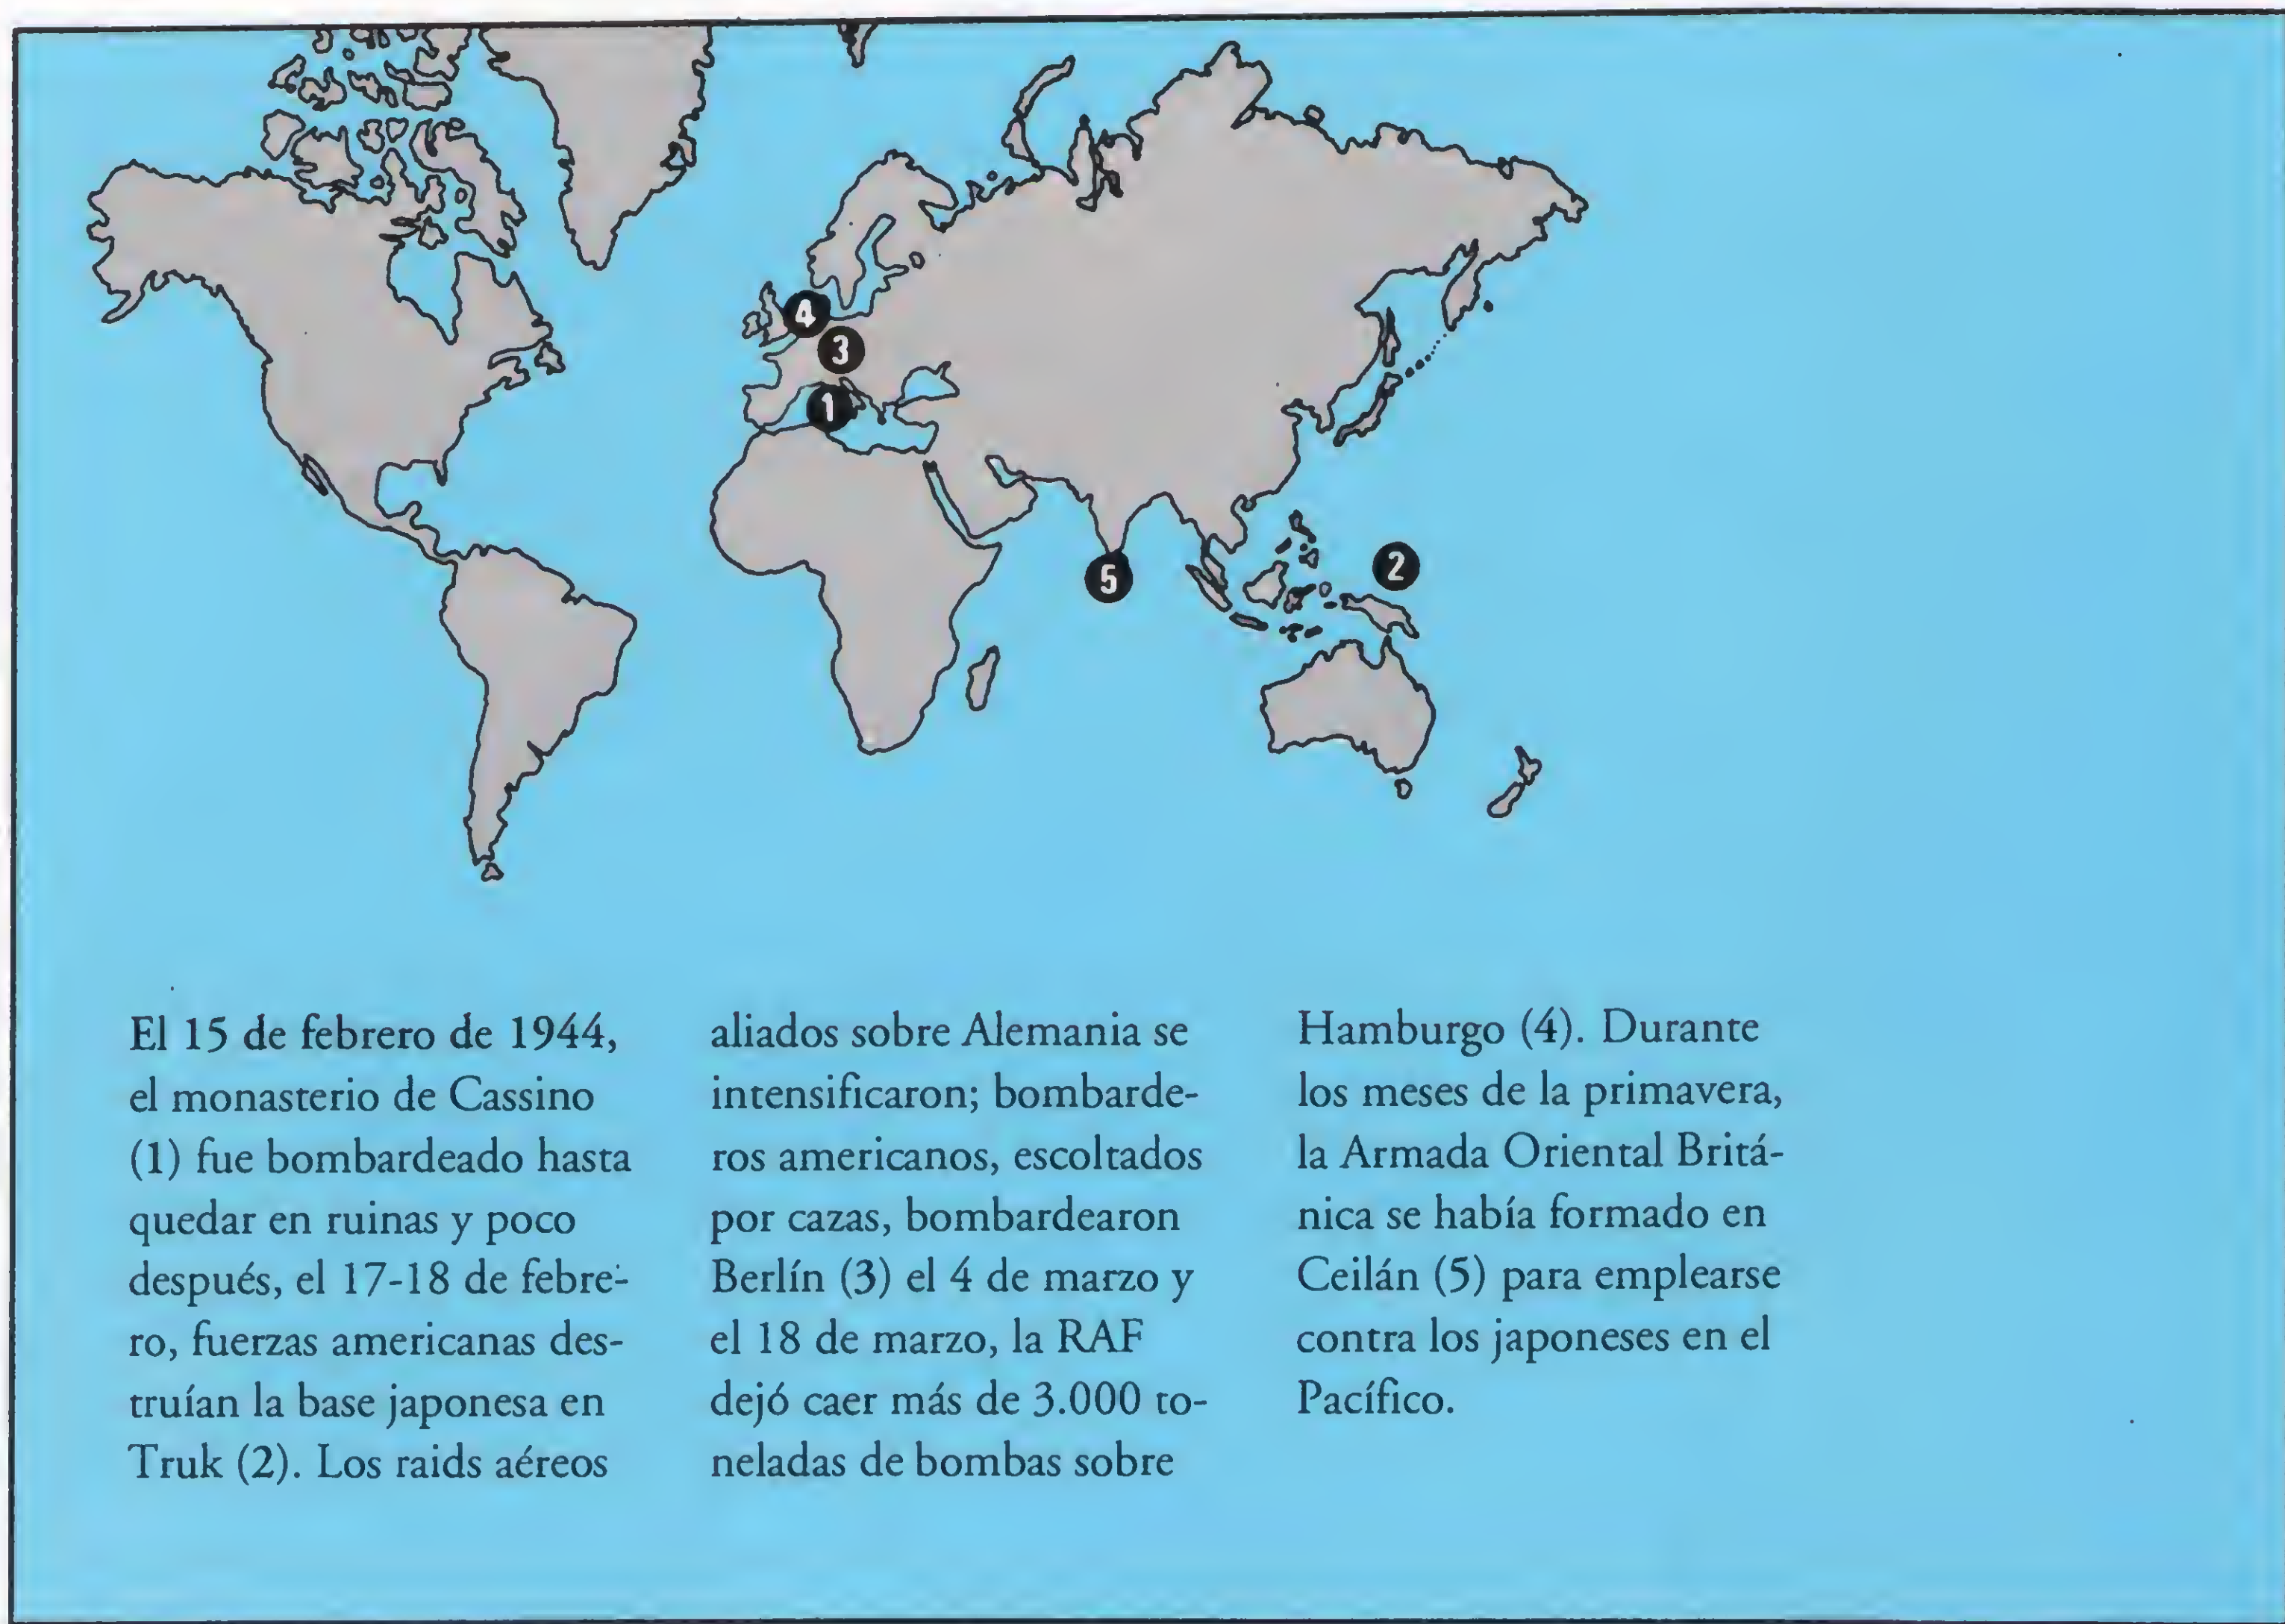 4
3
1
5
2
El 15 de febrero de 1944,
el monasterio de Cassino
(1) fue bombardeado hasta
quedar en ruinas y poco
después, el 17-18 de febre-
ro, fuerzas americanas des-
truían la base japonesa en
Truk (2). Los raids aéreos
aliados sobre Alemania se
intensificaron; bombarde-
ros americanos, escoltados
por cazas, bombardearon
Berlín (3) el 4 de marzo y
el 18 de marzo, la RAF
dejó caer más de 3.000 to-
neladas de bombas sobre
Hamburgo (4). Durante
los meses de la primavera,
la Armada Oriental Britá-
nica se había formado en
Ceilán (5) para emplearse
contra los japoneses en el
Pacífico.